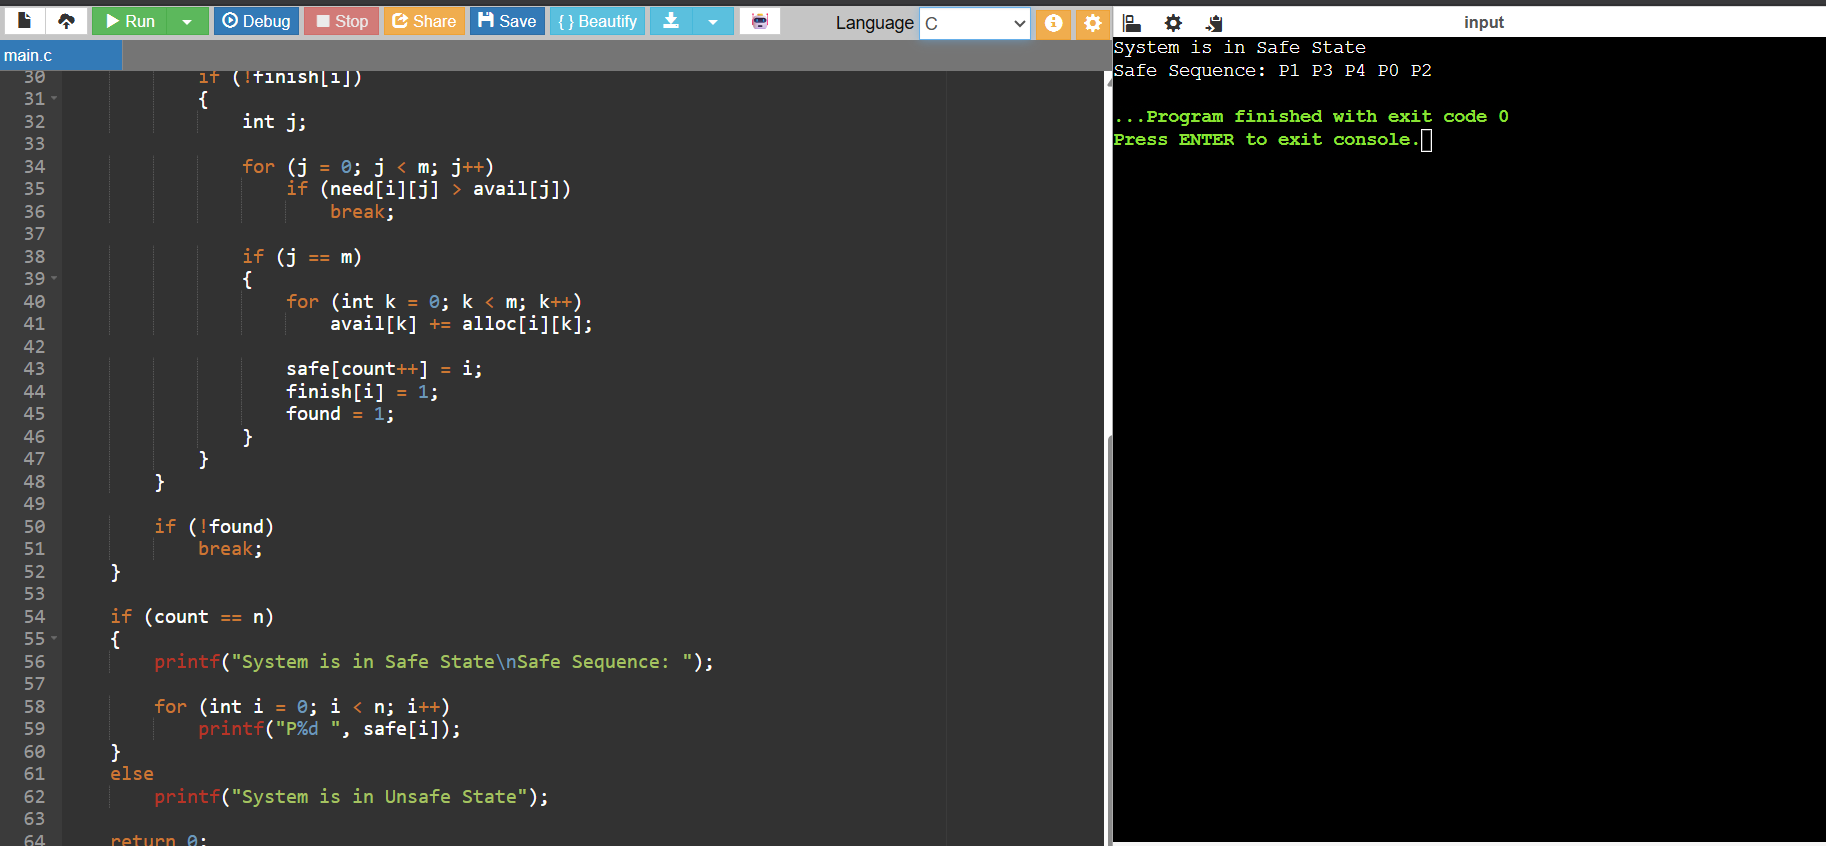 Run Debug Stop Share Save { } Beautify Language C
main.c
30 if (!finish[i])
31 {
32 int j;
33
34 for (j = 0; j < m; j++)
35 if (need[i][j] > avail[j])
36 break;
37
38 if (j == m)
39 {
40 for (int k = 0; k < m; k++)
41 avail[k] += alloc[i][k];
42
43 safe[count++] = i;
44 finish[i] = 1;
45 found = 1;
46 }
47 }
48 }
49
50 if (!found)
51 break;
52 }
53
54 if (count == n)
55 {
56 printf("System is in Safe State\nSafe Sequence: ");
57
58 for (int i = 0; i < n; i++)
59 printf("P%d ", safe[i]);
60 }
61 else
62 printf("System is in Unsafe State");
63
64 return 0;
input
System is in Safe State
Safe Sequence: P1 P3 P4 P0 P2
...Program finished with exit code 0
Press ENTER to exit console.